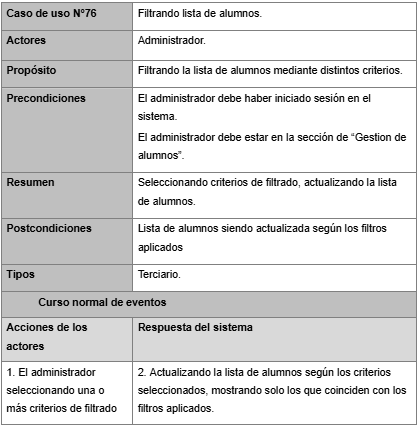 Caso de uso Nº76
Filtrando lista de alumnos.
Actores
Administrador.
Propósito
Filtrando la lista de alumnos mediante distintos criterios.
Precondiciones
El administrador debe haber iniciado sesión en el
sistema.
El administrador debe estar en la sección de “Gestion de
alumnos”.
Resumen
Seleccionando criterios de filtrado, actualizando la lista
de alumnos.
Postcondiciones
Lista de alumnos siendo actualizada según los filtros
aplicados
Tipos
Terciario.
Curso normal de eventos
Acciones de los
actores
Respuesta del sistema
1. El administrador
seleccionando una o
más criterios de filtrado
2. Actualizando la lista de alumnos según los criterios
seleccionados, mostrando solo los que coinciden con los
filtros aplicados.